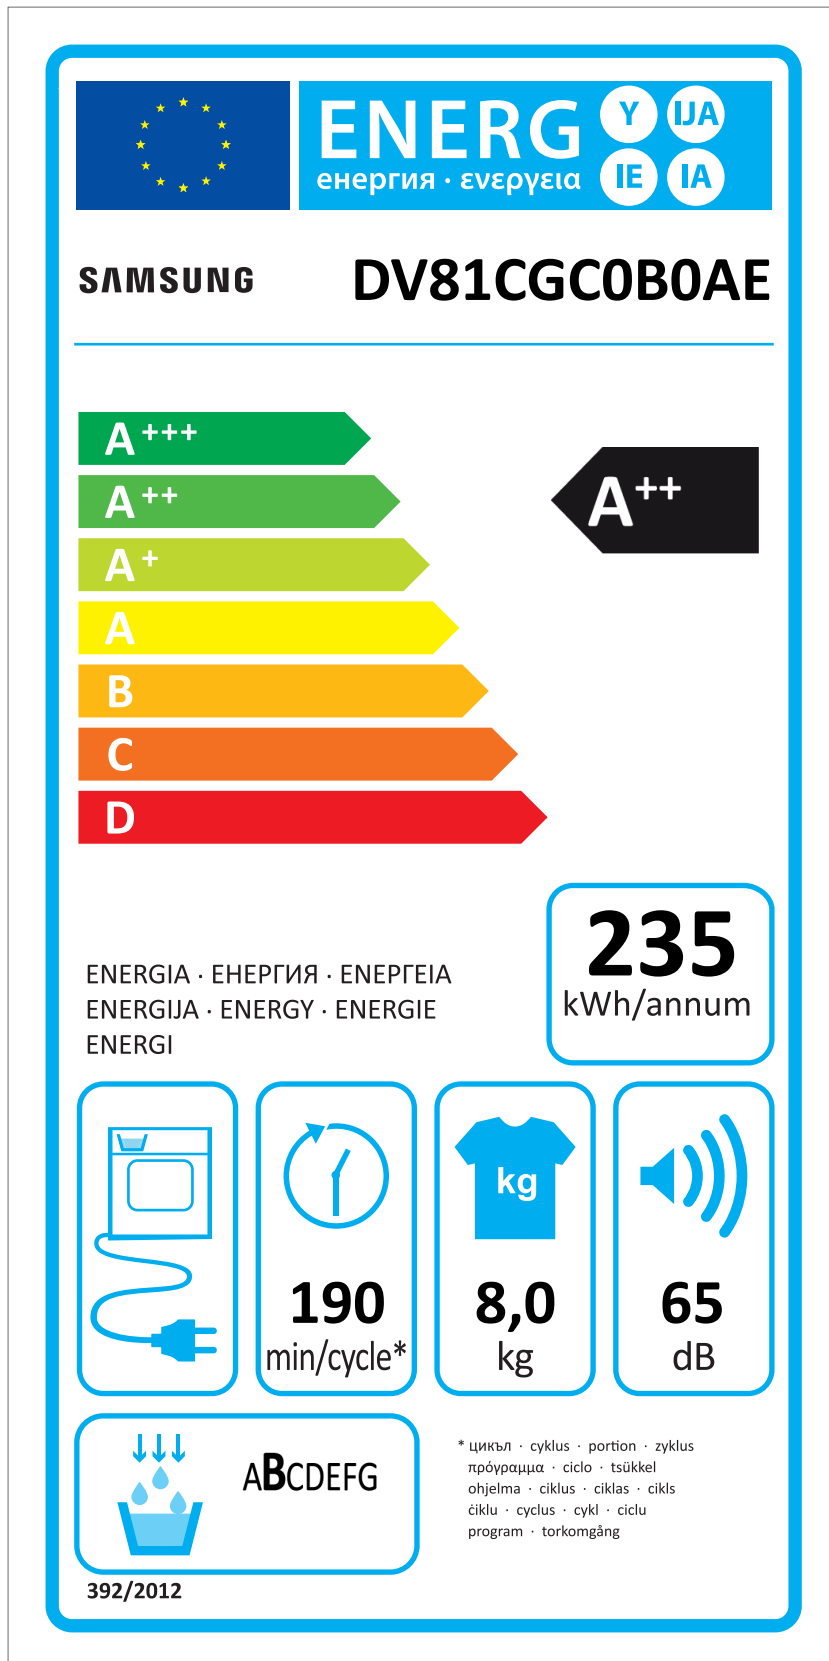 ENERG
Y
IJA
IE
IA
енергия · ενεργεια
SAMSUNG
DV81CGC0B0AE
A+++
A++
A+
A
B
C
D
A++
235
kWh/annum
ENERGIA · ЕНЕРГИЯ · ΕΝΕΡΓΕΙΑ
ENERGIJA · ENERGY · ENERGIE
ENERGI
190
min/cycle*
kg
8,0
kg
65
dB
ABCDEFG
* цикъл · cyklus · portion · zyklus
πρόγραμμα · ciclo · tsükkel
ohjelma · ciklus · ciklas · cikls
ċiklu · cyclus · cykl · ciclu
program · torkomgång
392/2012